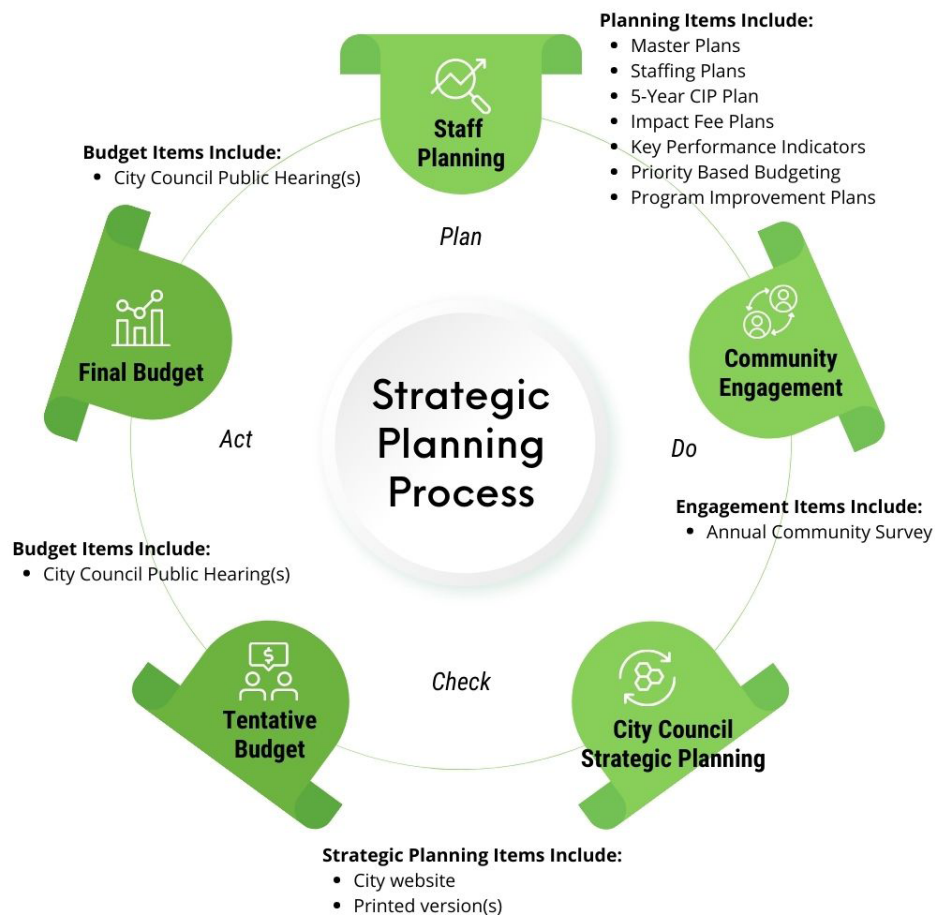 Planning Items Include:
• Master Plans
• Staffing Plans
• 5-Year CIP Plan
• Impact Fee Plans
• Key Performance Indicators
• Priority Based Budgeting
• Program Improvement Plans
Staff
Planning
Plan
Community
Engagement
Do
Engagement Items Include:
• Annual Community Survey
City Council
Strategic Planning
Strategic Planning Items Include:
• City website
• Printed version(s)
Check
$
Tentative
Budget
Budget Items Include:
• City Council Public Hearing(s)
Act
Final Budget
Budget Items Include:
• City Council Public Hearing(s)
Strategic
Planning
Process